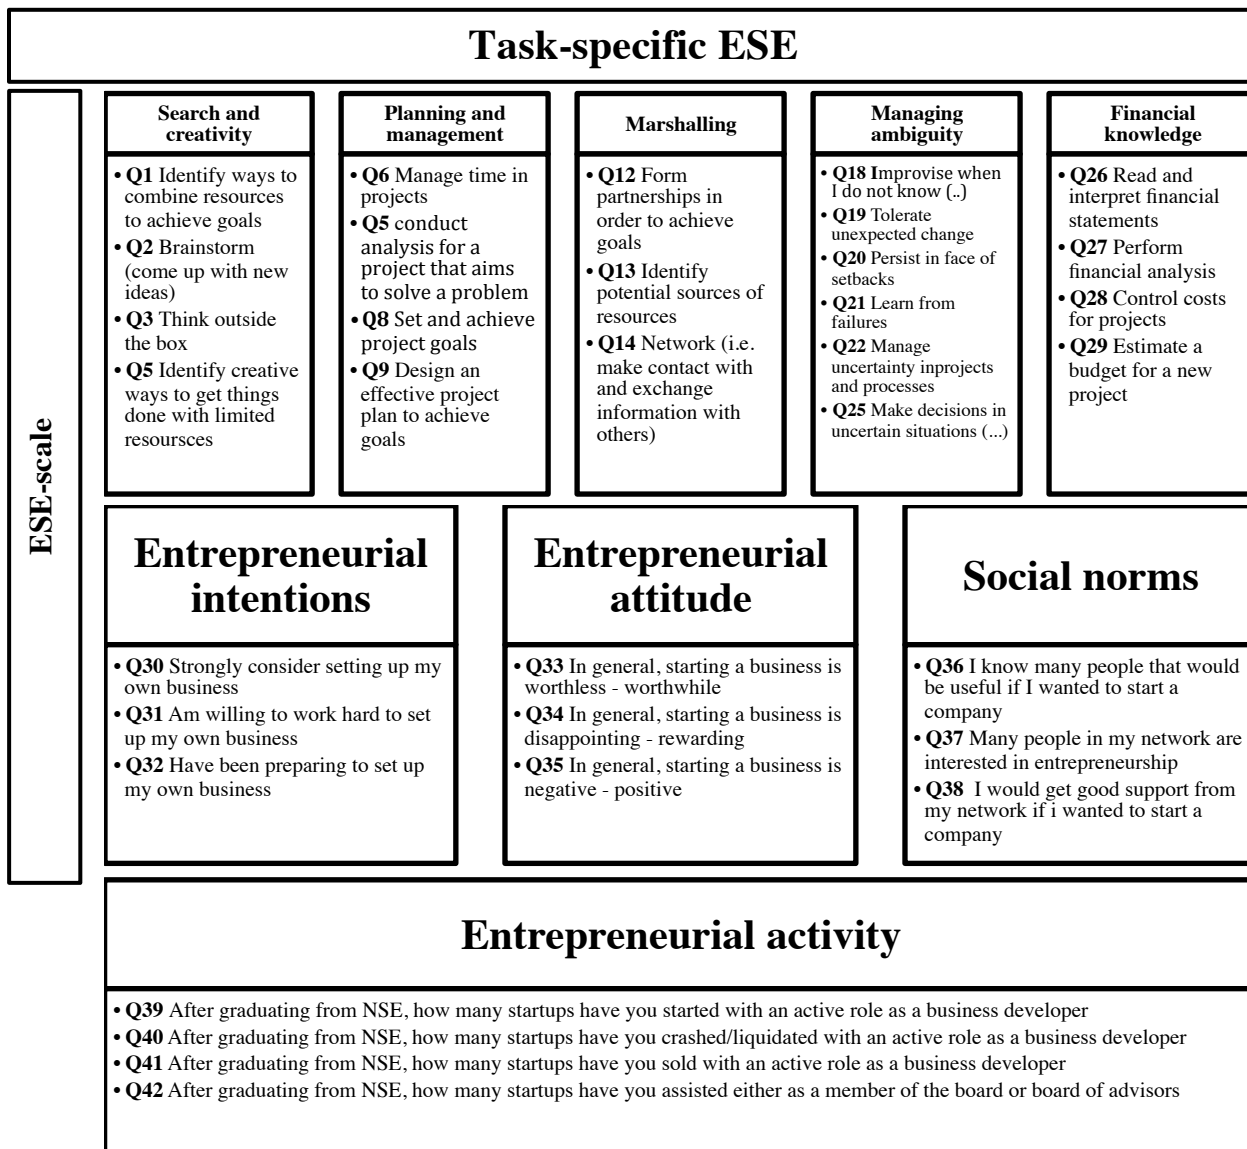 Task-specific ESE
ESE-scale
Search and
creativity
• Q1 Identify ways to
combine resources
to achieve goals
• Q2 Brainstorm
(come up with new
ideas)
• Q3 Think outside
the box
• Q5 Identify creative
ways to get things
done with limited
resoursces
Planning and
management
• Q6 Manage time in
projects
• Q5 conduct
analysis for a
project that aims
to solve a problem
• Q8 Set and achieve
project goals
• Q9 Design an
effective project
plan to achieve
goals
Marshalling
• Q12 Form
partnerships in
order to achieve
goals
• Q13 Identify
potential sources of
resources
• Q14 Network (i.e.
make contact with
and exchange
information with
others)
Managing
ambiguity
• Q18 Improvise when
I do not know (..)
• Q19 Tolerate
unexpected change
• Q20 Persist in face of
setbacks
• Q21 Learn from
failures
• Q22 Manage
uncertainty inprojects
and processes
• Q25 Make decisions in
uncertain situations (...)
Financial
knowledge
• Q26 Read and
interpret financial
statements
• Q27 Perform
financial analysis
• Q28 Control costs
for projects
• Q29 Estimate a
budget for a new
project
Entrepreneurial
intentions
• Q30 Strongly consider setting up my
own business
• Q31 Am willing to work hard to set
up my own business
• Q32 Have been preparing to set up
my own business
Entrepreneurial
attitude
• Q33 In general, starting a business is
worthless - worthwhile
• Q34 In general, starting a business is
disappointing - rewarding
• Q35 In general, starting a business is
negative - positive
Social norms
• Q36 I know many people that would
be useful if I wanted to start a
company
• Q37 Many people in my network are
interested in entrepreneurship
• Q38 I would get good support from
my network if i wanted to start a
company
Entrepreneurial activity
• Q39 After graduating from NSE, how many startups have you started with an active role as a business developer
• Q40 After graduating from NSE, how many startups have you crashed/liquidated with an active role as a business developer
• Q41 After graduating from NSE, how many startups have you sold with an active role as a business developer
• Q42 After graduating from NSE, how many startups have you assisted either as a member of the board or board of advisors